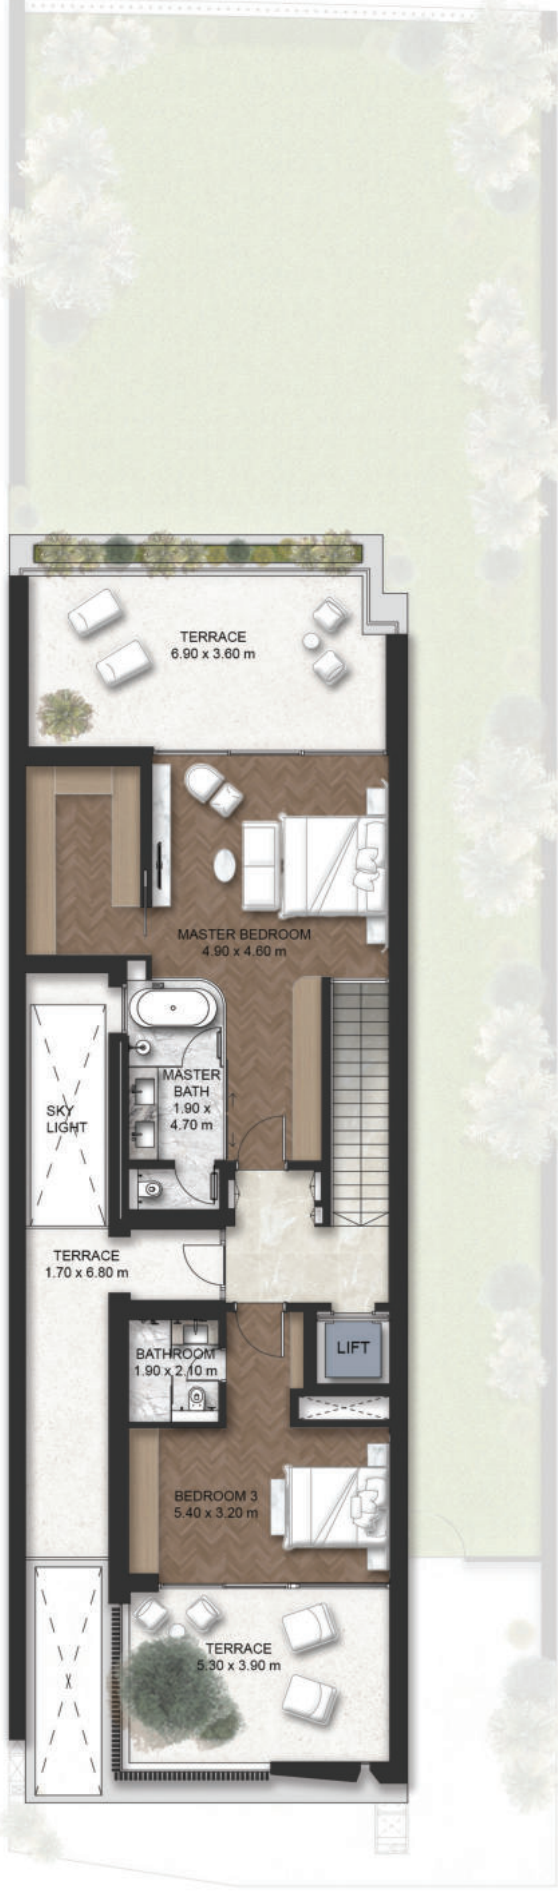 TERRACE
6.90 x 3.60 m
MASTER BEDROOM
4.90 x 4.60 m
MASTER
BATH
1.90 x
4.70 m
SKY
LIGHT
TERRACE
1.70 x 6.80 m
LIFT
BATHROOM
1.90 x 2.10 m
BEDROOM 3
5.40 x 3.20 m
TERRACE
5.30 x 3.90 m